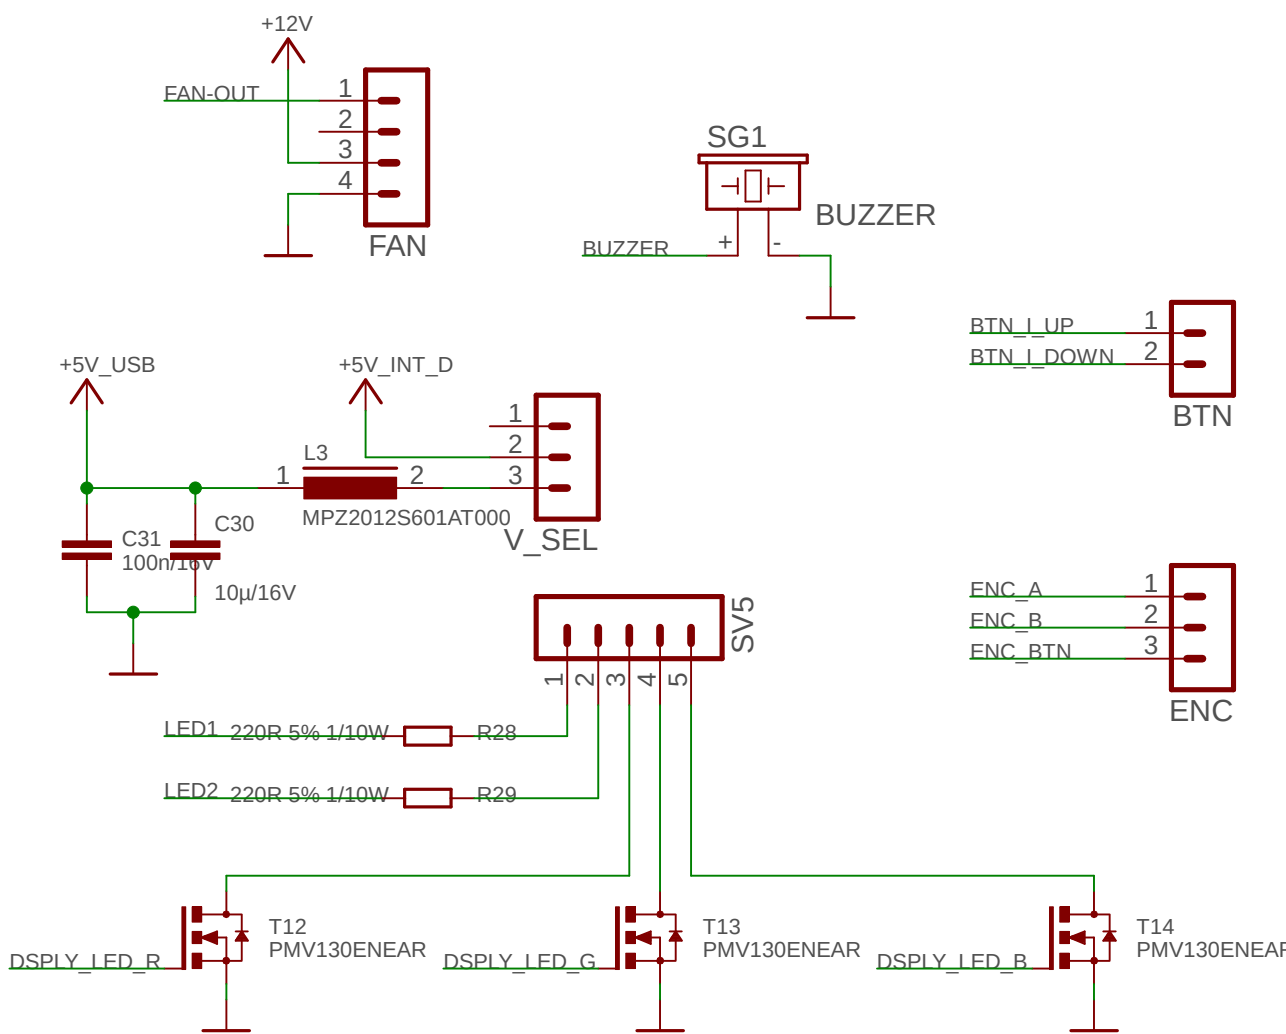 +12V
FAN-OUT
1
2
3
4
FAN
SG1
BUZZER
BUZZER
+
-
BTN_I_UP
BTN_I_DOWN
1
2
BTN
+5V_USB
+5V_INT_D
1
2
3
V_SEL
L3
1
2
MPZ2012S601AT000
C31
100n/16V
C30
10µ/16V
SV5
1
2
3
4
5
ENC_A
ENC_B
ENC_BTN
1
2
3
ENC
LED1
220R 5% 1/10W
R28
LED2
220R 5% 1/10W
R29
T12
PMV130ENEAR
DSPLY_LED_R
T13
PMV130ENEAR
DSPLY_LED_G
T14
PMV130ENEAR
DSPLY_LED_B